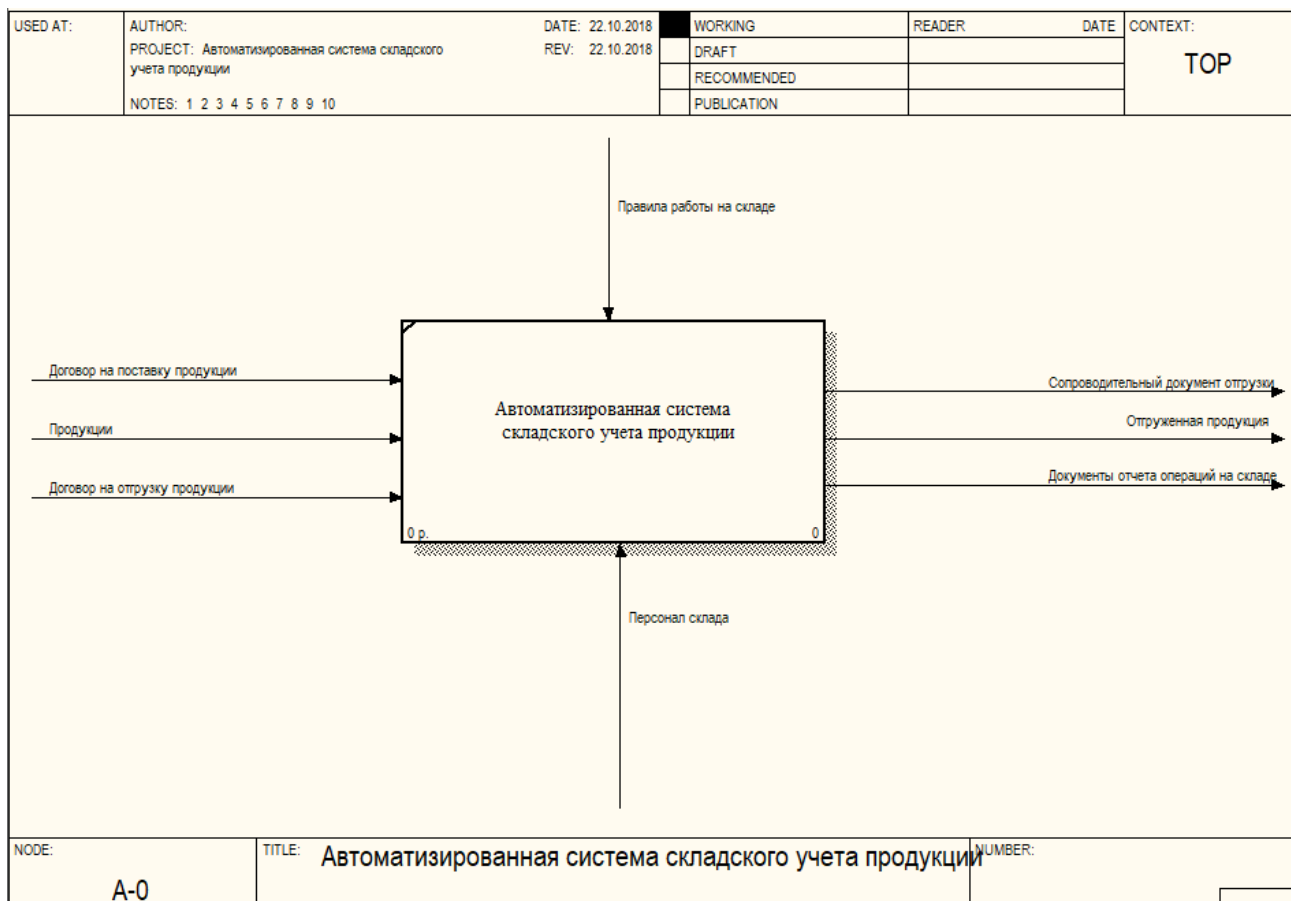 USED AT:
AUTHOR:
DATE: 22.10.2018
PROJECT: Автоматизированная система складского
учета продукции
REV: 22.10.2018
NOTES: 1 2 3 4 5 6 7 8 9 10
WORKING
DRAFT
RECOMMENDED
PUBLICATION
READER
DATE
CONTEXT:
TOP
Правила работы на складе
Договор на поставку продукции
Продукции
Договор на отгрузку продукции
Автоматизированная система
складского учета продукции
0 р.
0
Сопроводительный документ отгрузки
Отгруженная продукция
Документы отчета операций на складе
Персонал склада
NODE:
A-0
TITLE:
Автоматизированная система складского учета продукции
NUMBER: